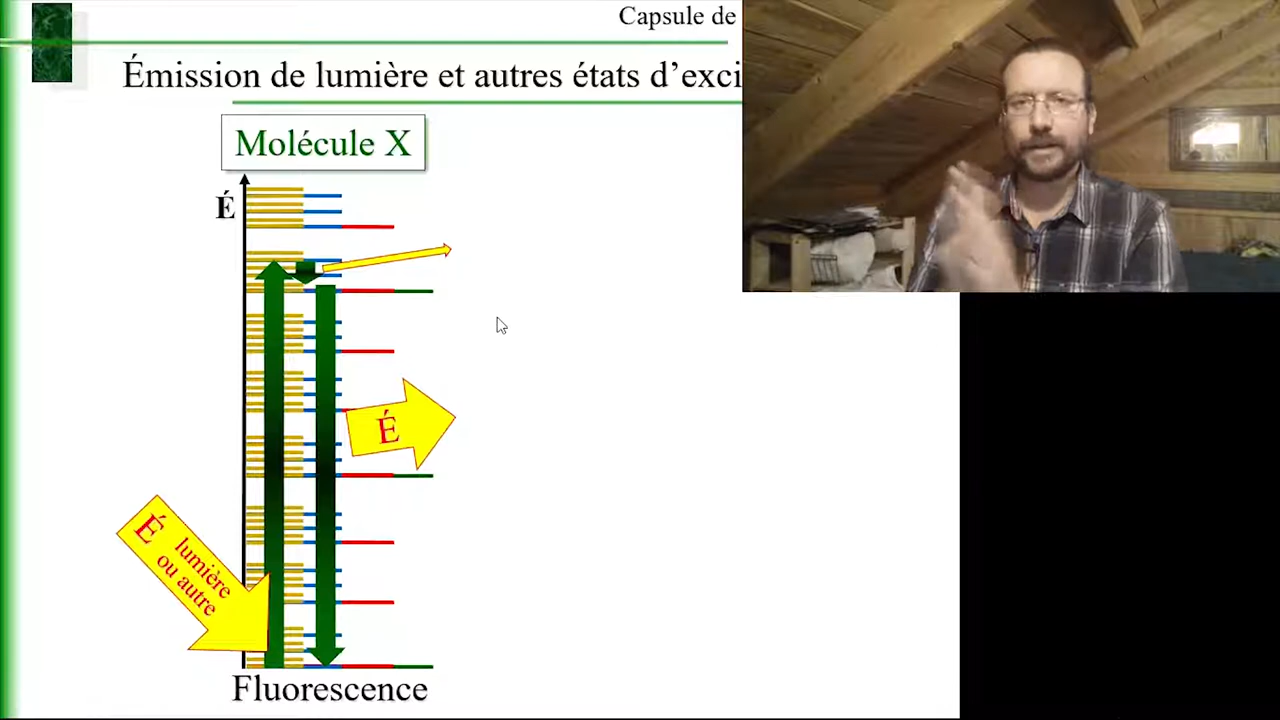 Capsule de
Émission de lumière et autres états d’exci
Molécule X
É
É
É
lumière
ou autre
Fluorescence